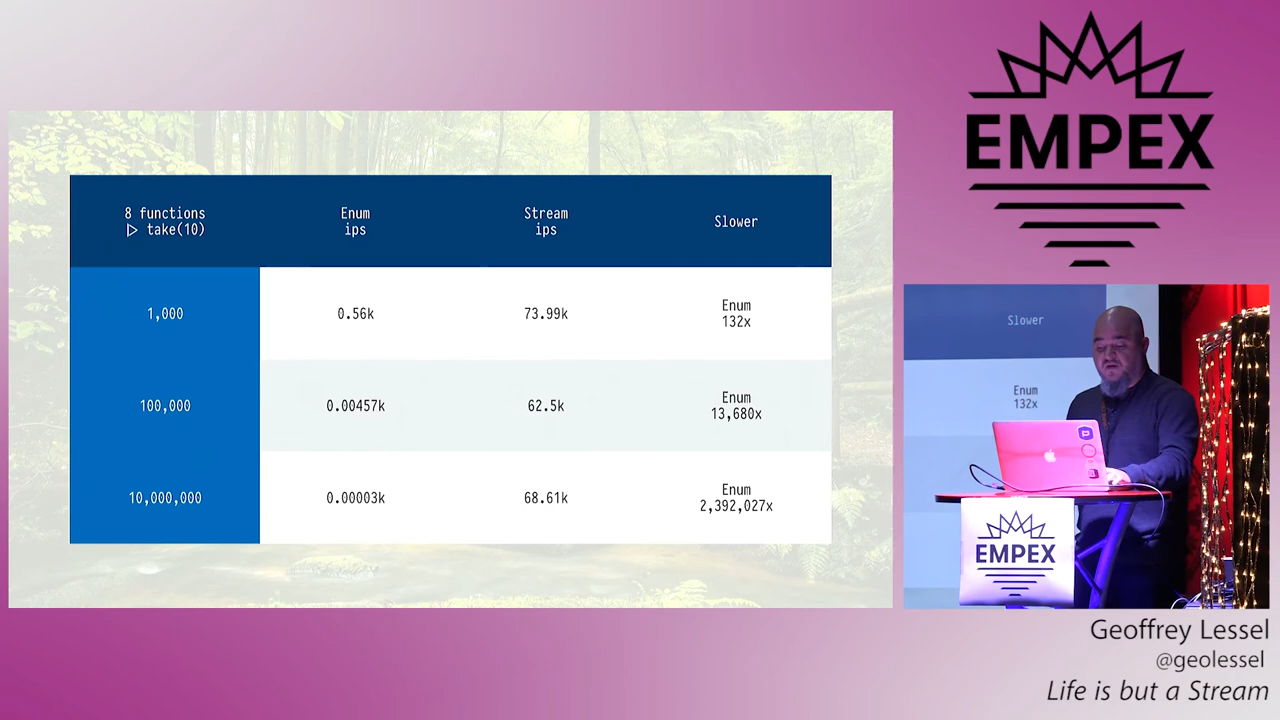 EMPEX
8 functions
▷ take(10)
Enum
ips
Stream
ips
Slower
1,000
0.56k
73.99k
Enum
132x
100,000
0.00457k
62.5k
Enum
13,680x
10,000,000
0.00003k
68.61k
Enum
2,392,027x
Slower
Enum
132x
EMPEX
Geoffrey Lessel
@geolessel
Life is but a Stream